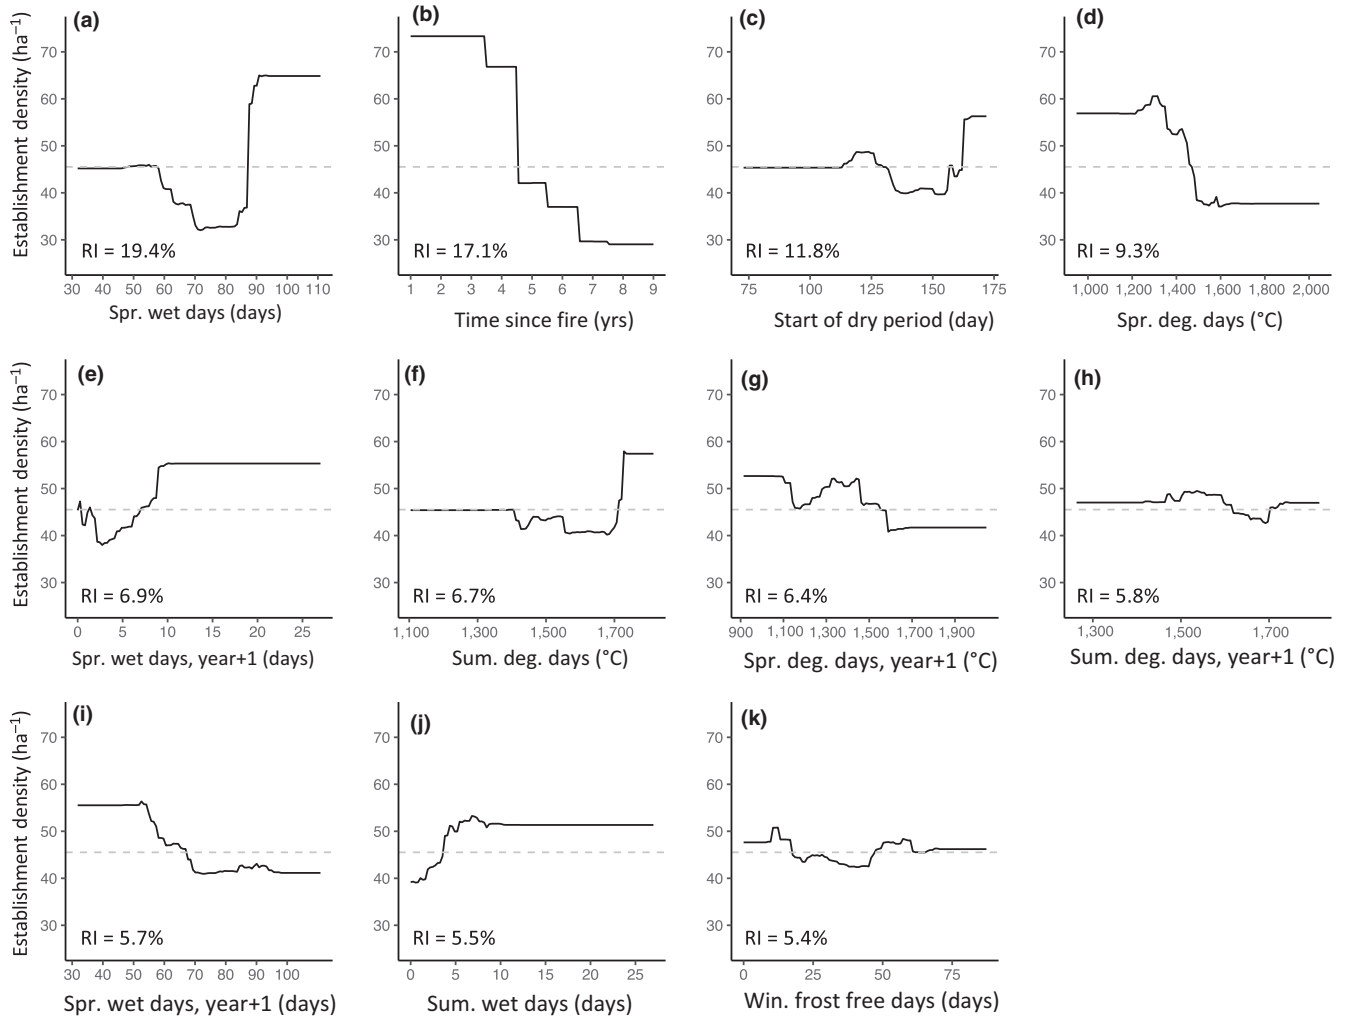 (a)
Establishment density (ha⁻¹)
70
60
50
40
30
RI = 19.4%
30 40 50 60 70 80 90 100 110
Spr. wet days (days)
(b)
70
60
50
40
30
RI = 17.1%
1 2 3 4 5 6 7 8 9
Time since fire (yrs)
(c)
70
60
50
40
30
RI = 11.8%
75 100 125 150 175
Start of dry period (day)
(d)
70
60
50
40
30
RI = 9.3%
1,000 1,200 1,400 1,600 1,800 2,000
Spr. deg. days (°C)
(e)
Establishment density (ha⁻¹)
70
60
50
40
30
RI = 6.9%
0 5 10 15 20 25
Spr. wet days, year+1 (days)
(f)
70
60
50
40
30
RI = 6.7%
1,100 1,300 1,500 1,700
Sum. deg. days (°C)
(g)
70
60
50
40
30
RI = 6.4%
900 1,100 1,300 1,500 1,700 1,900
Spr. deg. days, year+1 (°C)
(h)
70
60
50
40
30
RI = 5.8%
1,300 1,500 1,700
Sum. deg. days, year+1 (°C)
(i)
Establishment density (ha⁻¹)
70
60
50
40
30
RI = 5.7%
30 40 50 60 70 80 90 100
Spr. wet days, year+1 (days)
(j)
70
60
50
40
30
RI = 5.5%
0 5 10 15 20 25
Sum. wet days (days)
(k)
70
60
50
40
30
RI = 5.4%
0 25 50 75
Win. frost free days (days)